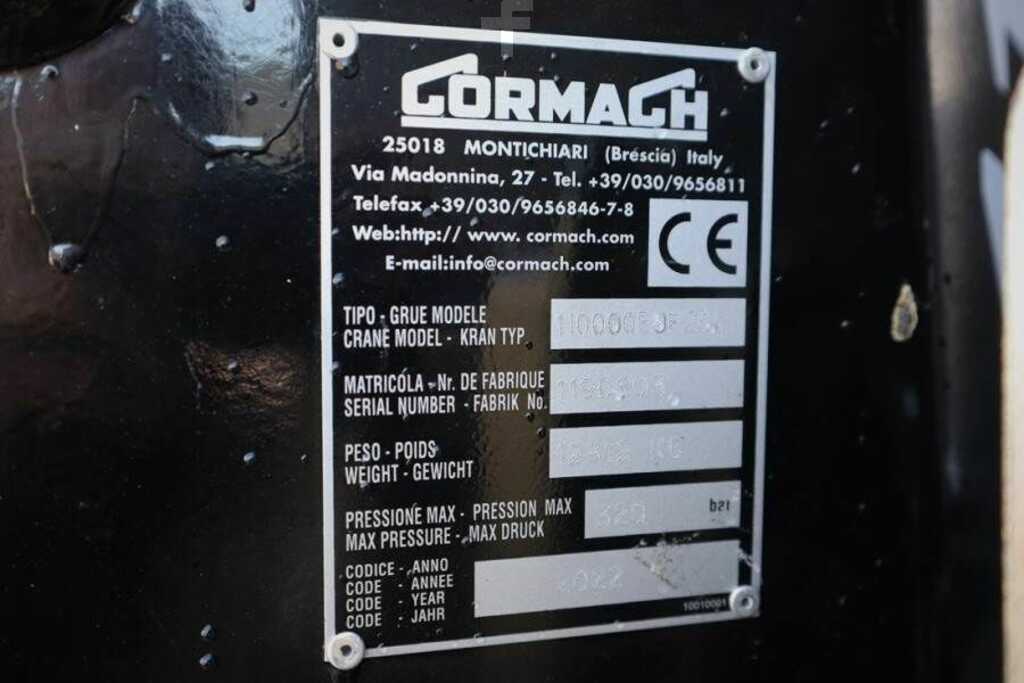 CORMACH
25018 MONTICHIARI (Brescia) Italy
Via Madonnina, 27 - Tel. +39/030/9656811
Telefax +39/030/9656846-7-8
Web:http:// www. cormach.com
E-mail:info@cormach.com
CE
TIPO - GRUE MODELE
CRANE MODEL - KRAN TYP
MATRICOLA - Nr. DE FABRIQUE
SERIAL NUMBER - FABRIK No.
PESO - POIDS
WEIGHT - GEWICHT
KG
PRESSIONE MAX - PRESSION MAX
MAX PRESSURE - MAX DRUCK
320
CODICE - ANNO
CODE - ANNEE
CODE - YEAR
CODE - JAHR
2022
10010001